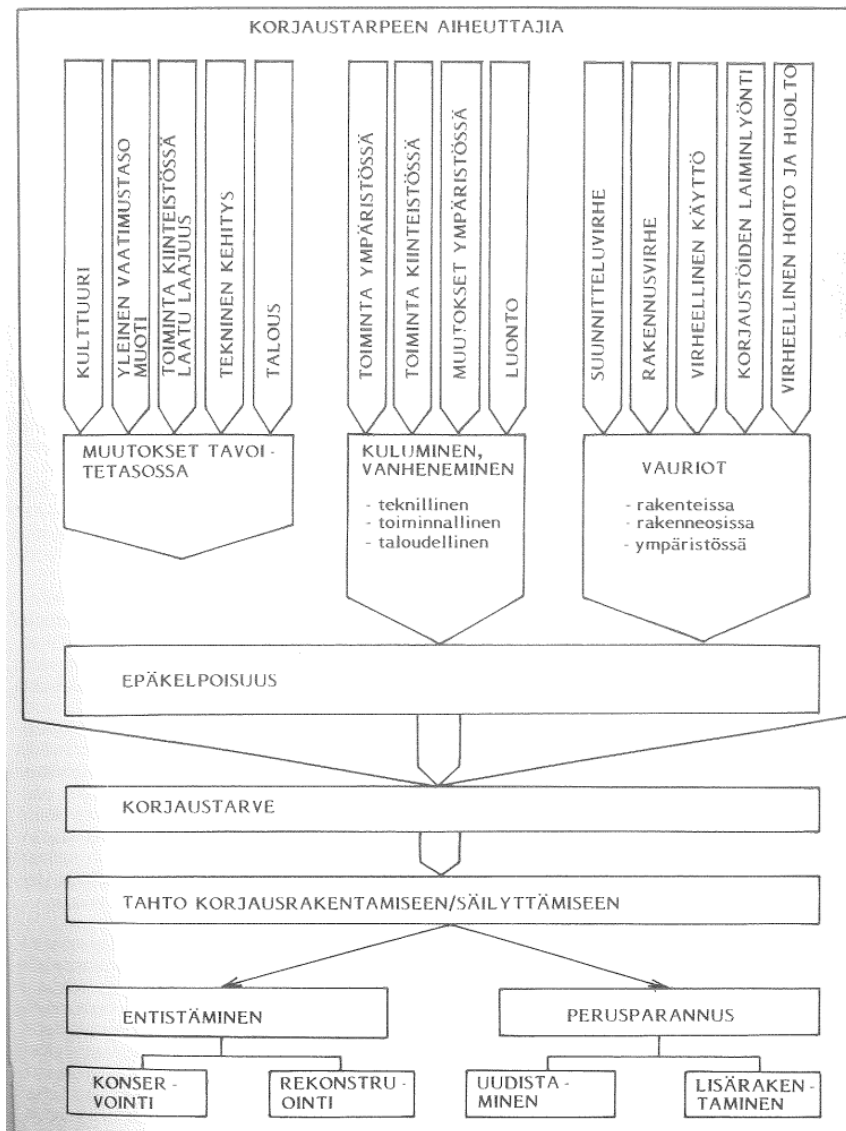 KORJAUSTARPEEN AIHEUTTAJIA
KULTTUURI
YLEINEN VAATIMUSTASO
MUOTI
TOIMINTA KIINTEISTÖSSÄ
LAATU LAAJUUS
TEKNINEN KEHITYS
TALOUS
TOIMINTA YMPÄRISTÖSSÄ
TOIMINTA KIINTEISTÖSSÄ
MUUTOKSET YMPÄRISTÖSSÄ
LUONTO
SUUNNITTELUVIRHE
RAKENNUSVIRHE
VIRHEELLINEN KÄYTTÖ
KORJAUSTÖIDEN LAIMINLYÖNTI
VIRHEELLINEN HOITO JA HUOLTO
MUUTOKSET TAVOI-
TETASOSSA
KULUMINEN,
VANHENEMINEN
- teknillinen
- toiminnallinen
- taloudellinen
VAURIOT
- rakenteissa
- rakenneosissa
- ympäristössä
EPÄKELPOISUUS
KORJAUSTARVE
TAHTO KORJAUSRAKENTAMISEEN/SÄILYTTÄMISEEN
ENTISTÄMINEN
PERUSPARANNUS
KONSER-
VOINTI
REKONSTRU-
OINTI
UUDISTA-
MINEN
LISÄRAKEN-
TAMINEN